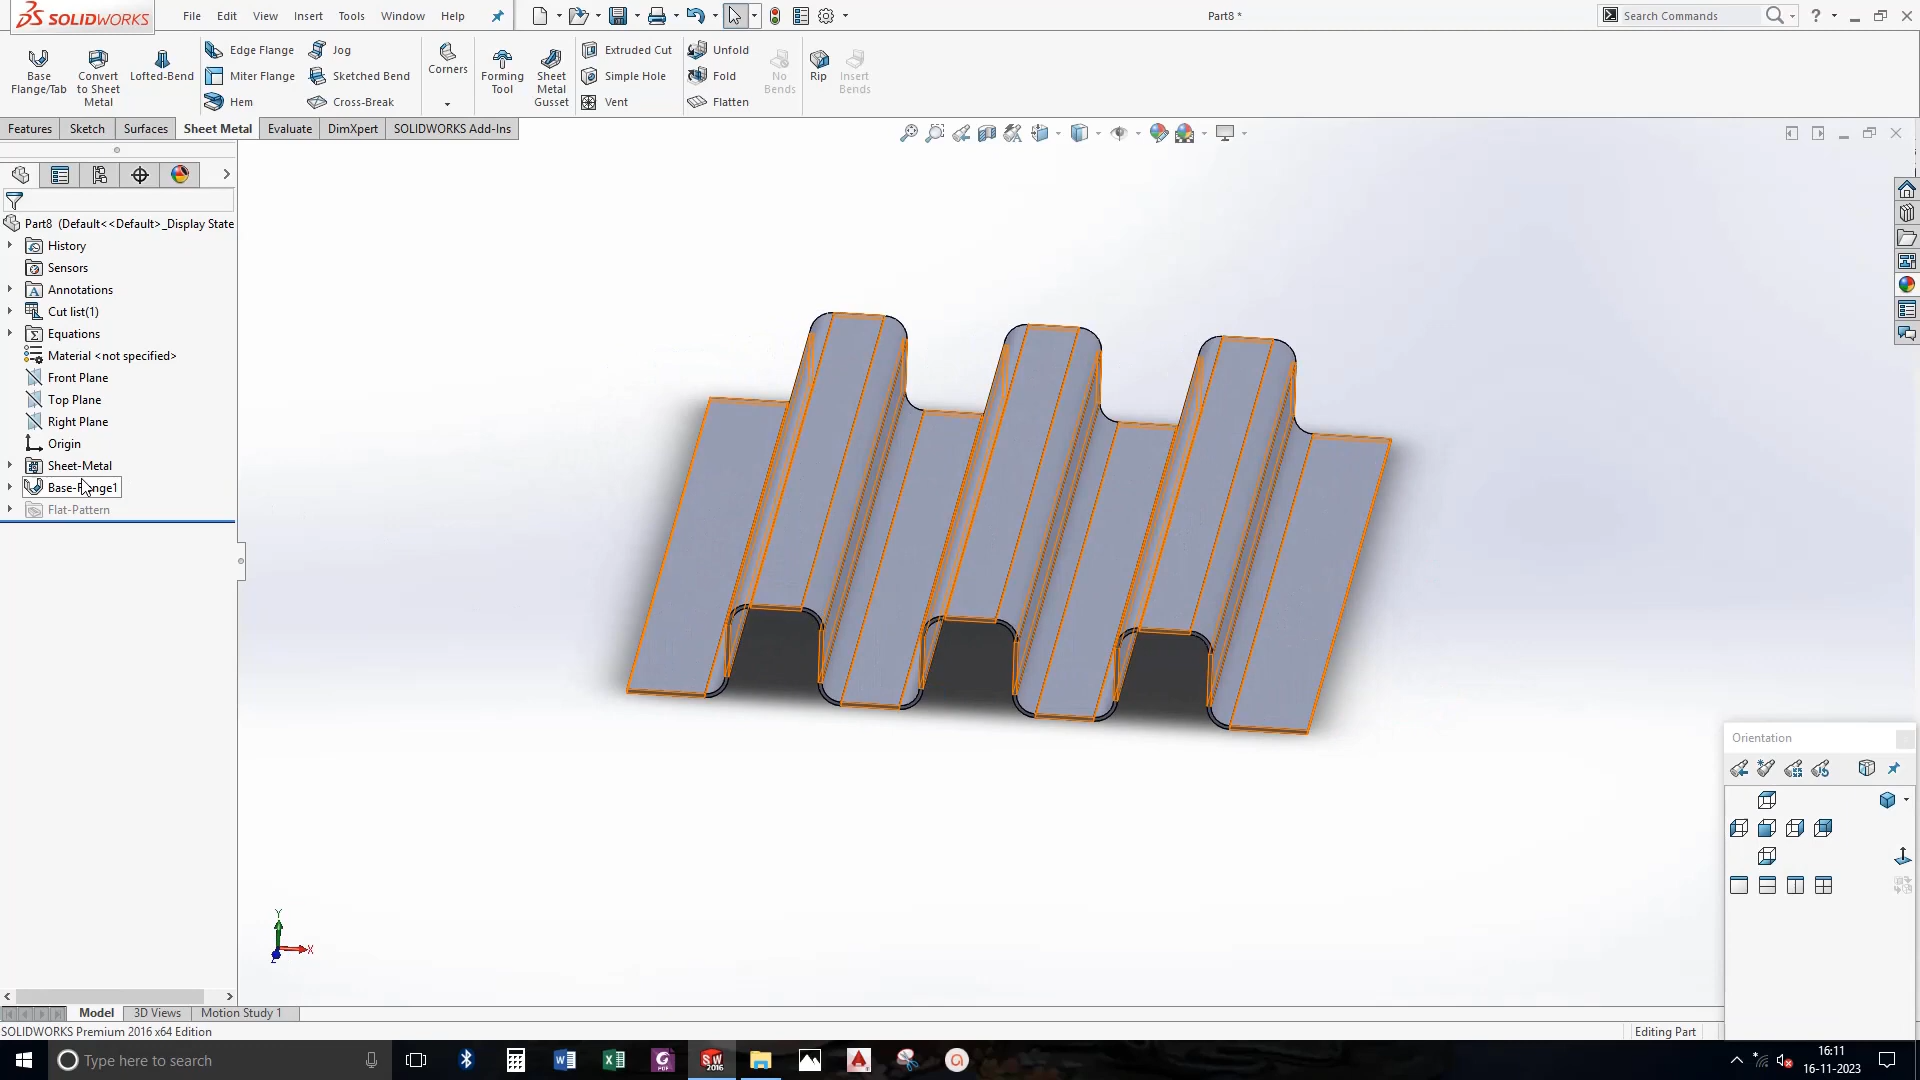 SOLIDWORKS File Edit View Insert Tools Window Help Part8 * Search Commands
Base Flange/Tab
Convert to Sheet Metal
Lofted-Bend
Edge Flange
Miter Flange
Hem
Jog
Sketched Bend
Cross-Break
Corners
Forming Tool
Sheet Metal Gusset
Extruded Cut
Simple Hole
Vent
Unfold
Fold
Flatten
No Bends
Rip
Insert Bends
Features Sketch Surfaces Sheet Metal Evaluate DimXpert SOLIDWORKS Add-Ins
Part8 (Default<<Default>_Display State
History
Sensors
Annotations
Cut list(1)
Equations
Material <not specified>
Front Plane
Top Plane
Right Plane
Origin
Sheet-Metal
Base-Flange1
Flat-Pattern
Orientation
Y
X
Z
Model 3D Views Motion Study 1
SOLIDWORKS Premium 2016 x64 Edition Editing Part
Type here to search
16:11
16-11-2023